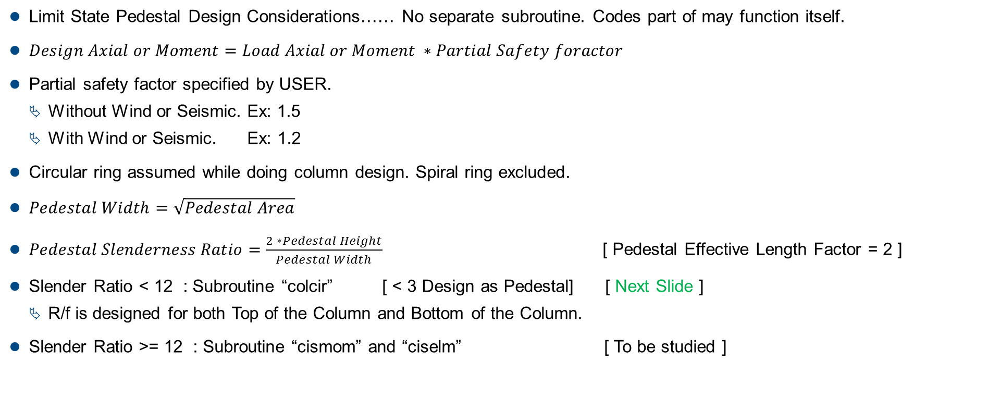 ● Limit State Pedestal Design Considerations…… No separate subroutine. Codes part of may function itself.
● Design Axial or Moment = Load Axial or Moment * Partial Safety foractor
● Partial safety factor specified by USER.
Without Wind or Seismic. Ex: 1.5
With Wind or Seismic. Ex: 1.2
● Circular ring assumed while doing column design. Spiral ring excluded.
● Pedestal Width = √Pedestal Area
● Pedestal Slenderness Ratio = 2 *Pedestal Height / Pedestal Width [ Pedestal Effective Length Factor = 2 ]
● Slender Ratio < 12 : Subroutine “colcir” [ < 3 Design as Pedestal] [ Next Slide ]
R/f is designed for both Top of the Column and Bottom of the Column.
● Slender Ratio >= 12 : Subroutine “cismom” and “ciselm” [ To be studied ]